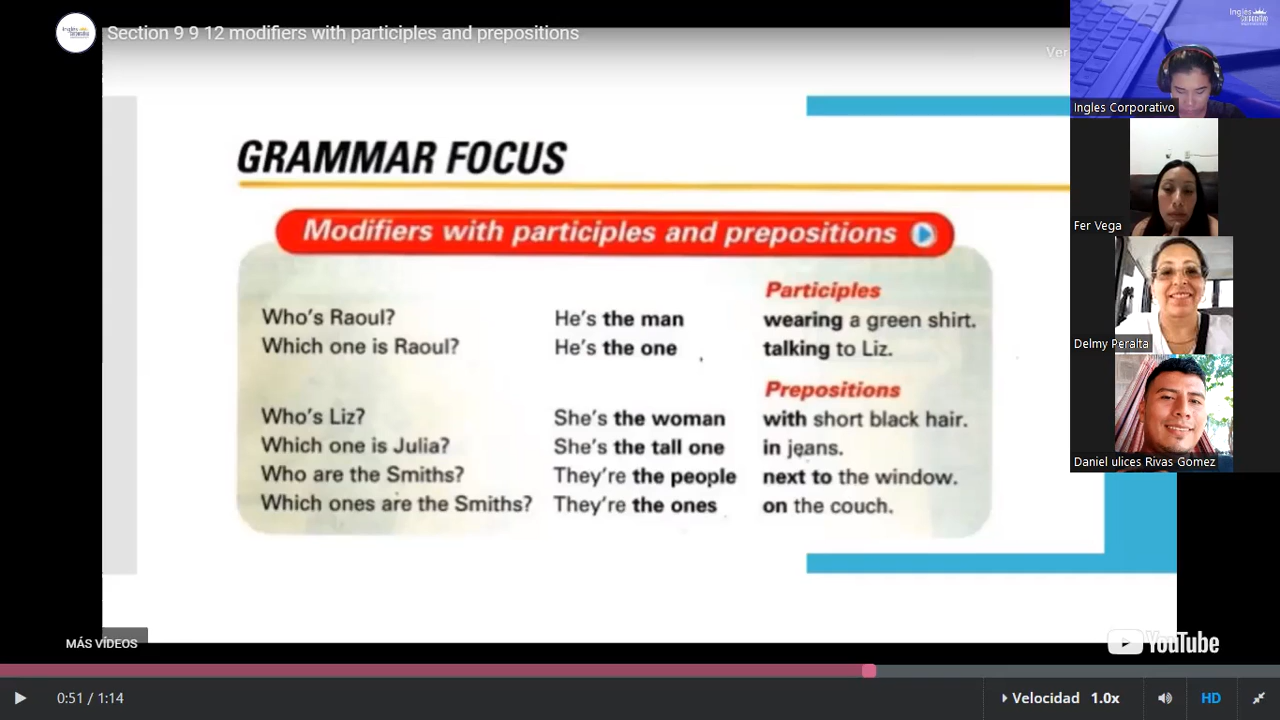 Section 9 9 12 modifiers with participles and prepositions
Ver
Inglés
corporativo
Ingles Corporativo
Fer Vega
Delmy Peralta
Daniel ulices Rivas Gomez
GRAMMAR FOCUS
Modifiers with participles and prepositions
Participles
Who's Raoul? He's the man wearing a green shirt.
Which one is Raoul? He's the one talking to Liz.
Prepositions
Who's Liz? She's the woman with short black hair.
Which one is Julia? She's the tall one in jeans.
Who are the Smiths? They're the people next to the window.
Which ones are the Smiths? They're the ones on the couch.
MÁS VÍDEOS
YouTube
0:51 / 1:14
Velocidad 1.0x
HD